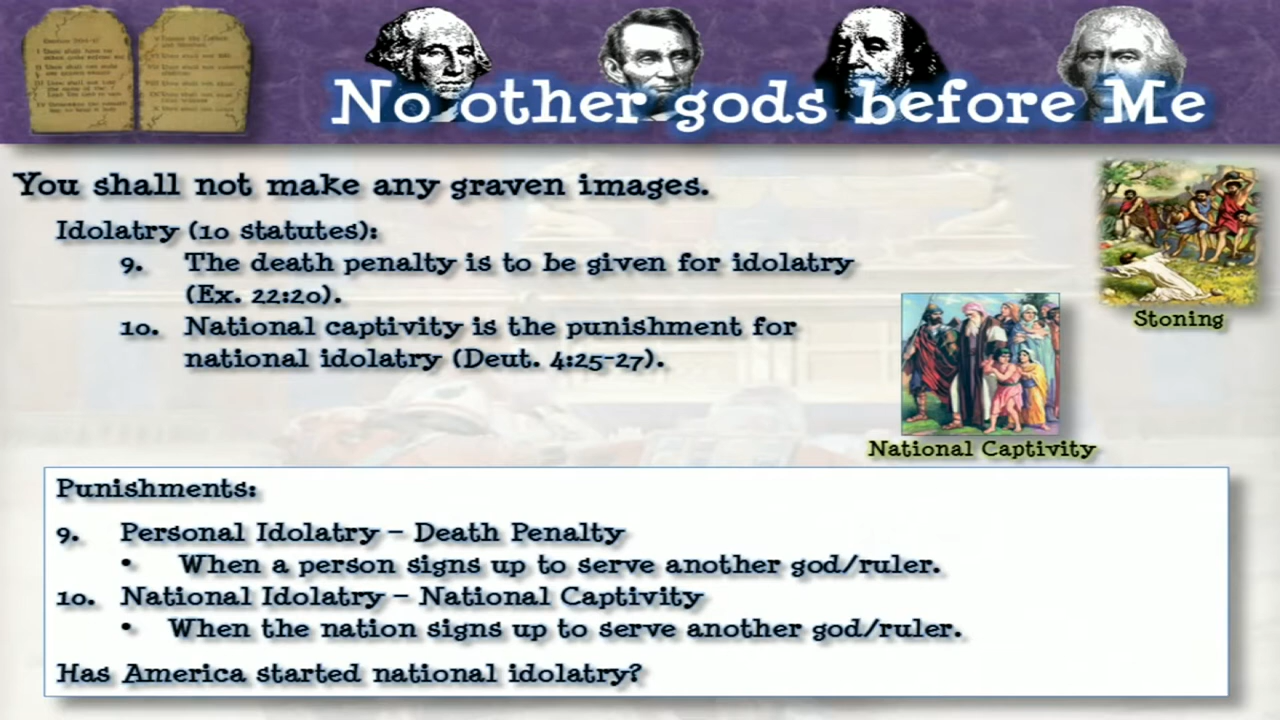 No other gods before Me
You shall not make any graven images.
Idolatry (10 statutes):
9. The death penalty is to be given for idolatry
(Ex. 22:20).
10. National captivity is the punishment for
national idolatry (Deut. 4:25-27).
Stoning
National Captivity
Punishments:
9. Personal Idolatry – Death Penalty
• When a person signs up to serve another god/ruler.
10. National Idolatry – National Captivity
• When the nation signs up to serve another god/ruler.
Has America started national idolatry?